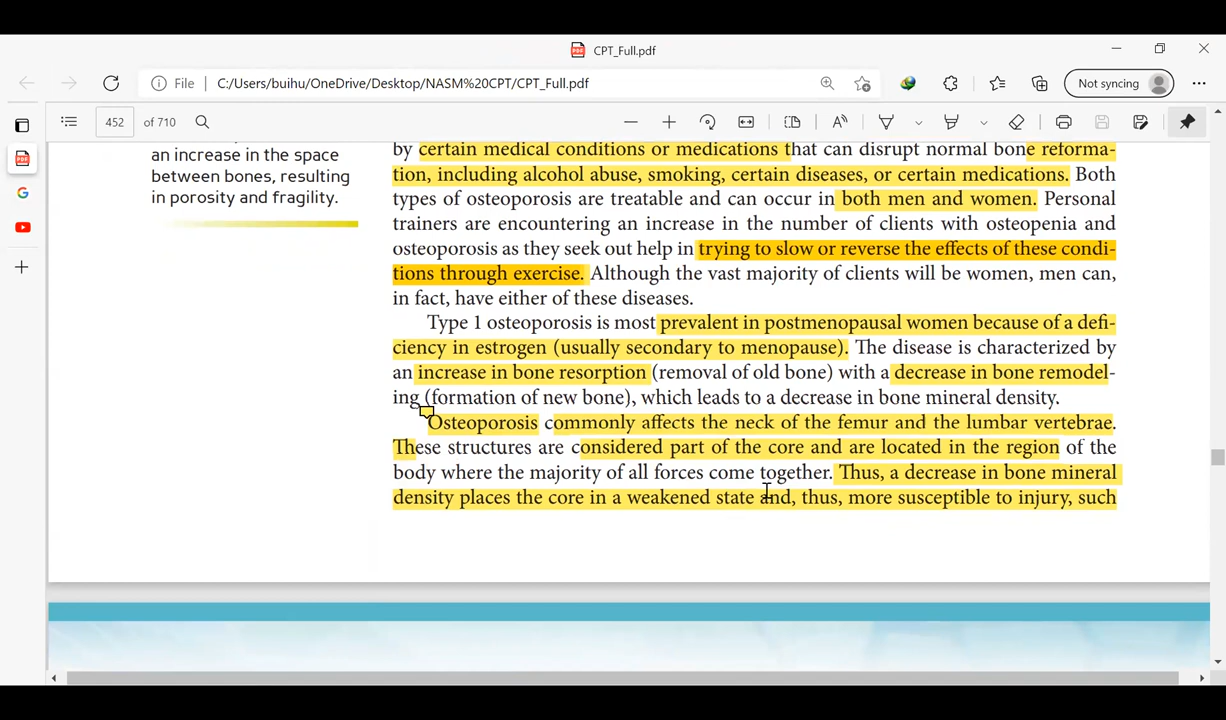 CPT_Full.pdf
File
C:/Users/buihu/OneDrive/Desktop/NASM%20CPT/CPT_Full.pdf
Not syncing
452 of 710
an increase in the space
between bones, resulting
in porosity and fragility.
by certain medical conditions or medications that can disrupt normal bone reforma-
tion, including alcohol abuse, smoking, certain diseases, or certain medications. Both
types of osteoporosis are treatable and can occur in both men and women. Personal
trainers are encountering an increase in the number of clients with osteopenia and
osteoporosis as they seek out help in trying to slow or reverse the effects of these condi-
tions through exercise. Although the vast majority of clients will be women, men can,
in fact, have either of these diseases.
Type 1 osteoporosis is most prevalent in postmenopausal women because of a defi-
ciency in estrogen (usually secondary to menopause). The disease is characterized by
an increase in bone resorption (removal of old bone) with a decrease in bone remodel-
ing (formation of new bone), which leads to a decrease in bone mineral density.
Osteoporosis commonly affects the neck of the femur and the lumbar vertebrae.
These structures are considered part of the core and are located in the region of the
body where the majority of all forces come together. Thus, a decrease in bone mineral
density places the core in a weakened state and, thus, more susceptible to injury, such